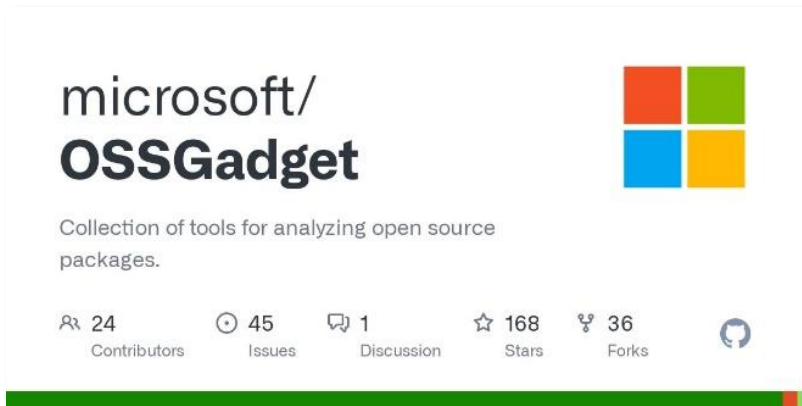 microsoft/
OSSGadget
Collection of tools for analyzing open source
packages.
24 45 1 168 36
Contributors Issues Discussion Stars Forks